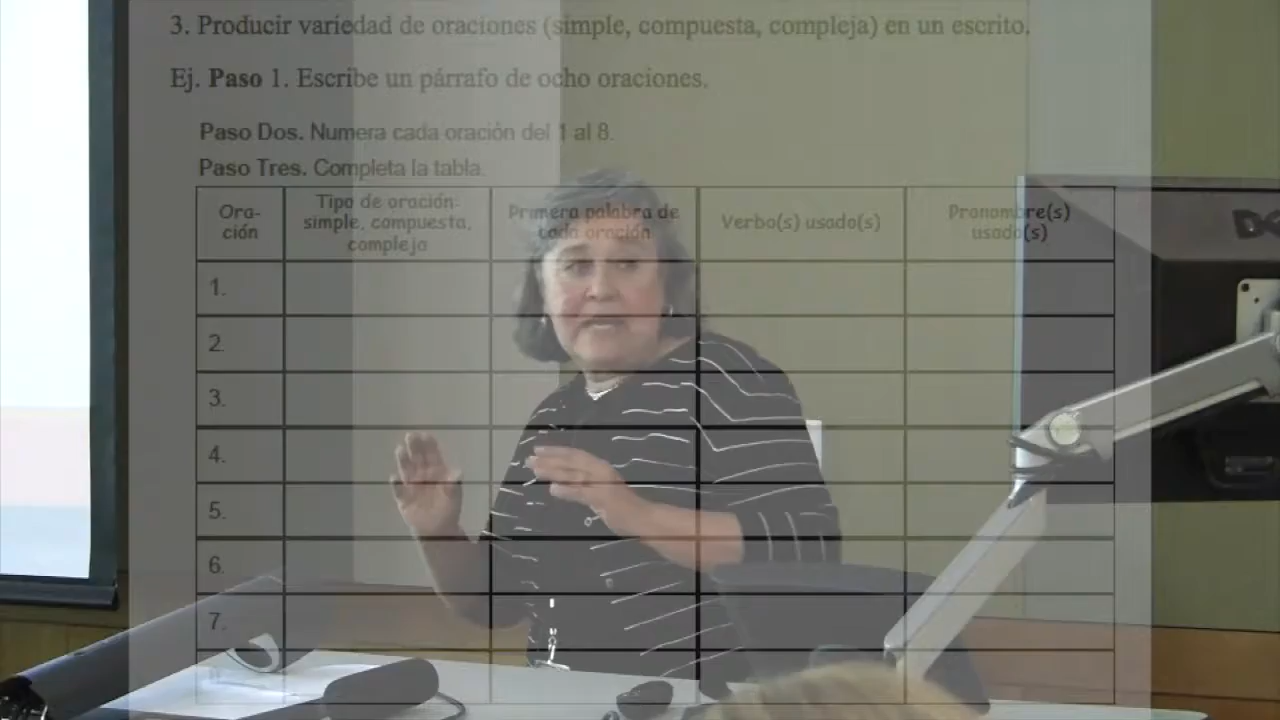 3. Producir variedad de oraciones (simple, compuesta, compleja) en un escrito.
Ej. Paso 1. Escribe un párrafo de ocho oraciones.
Paso Dos. Numera cada oración del 1 al 8.
Paso Tres. Completa la tabla.
Ora-
ción
Tipo de oración:
simple, compuesta,
compleja
Primera palabra de
cada oración
Verbo(s) usado(s)
Pronombre(s)
usado(s)
1.
2.
3.
4.
5.
6.
7.